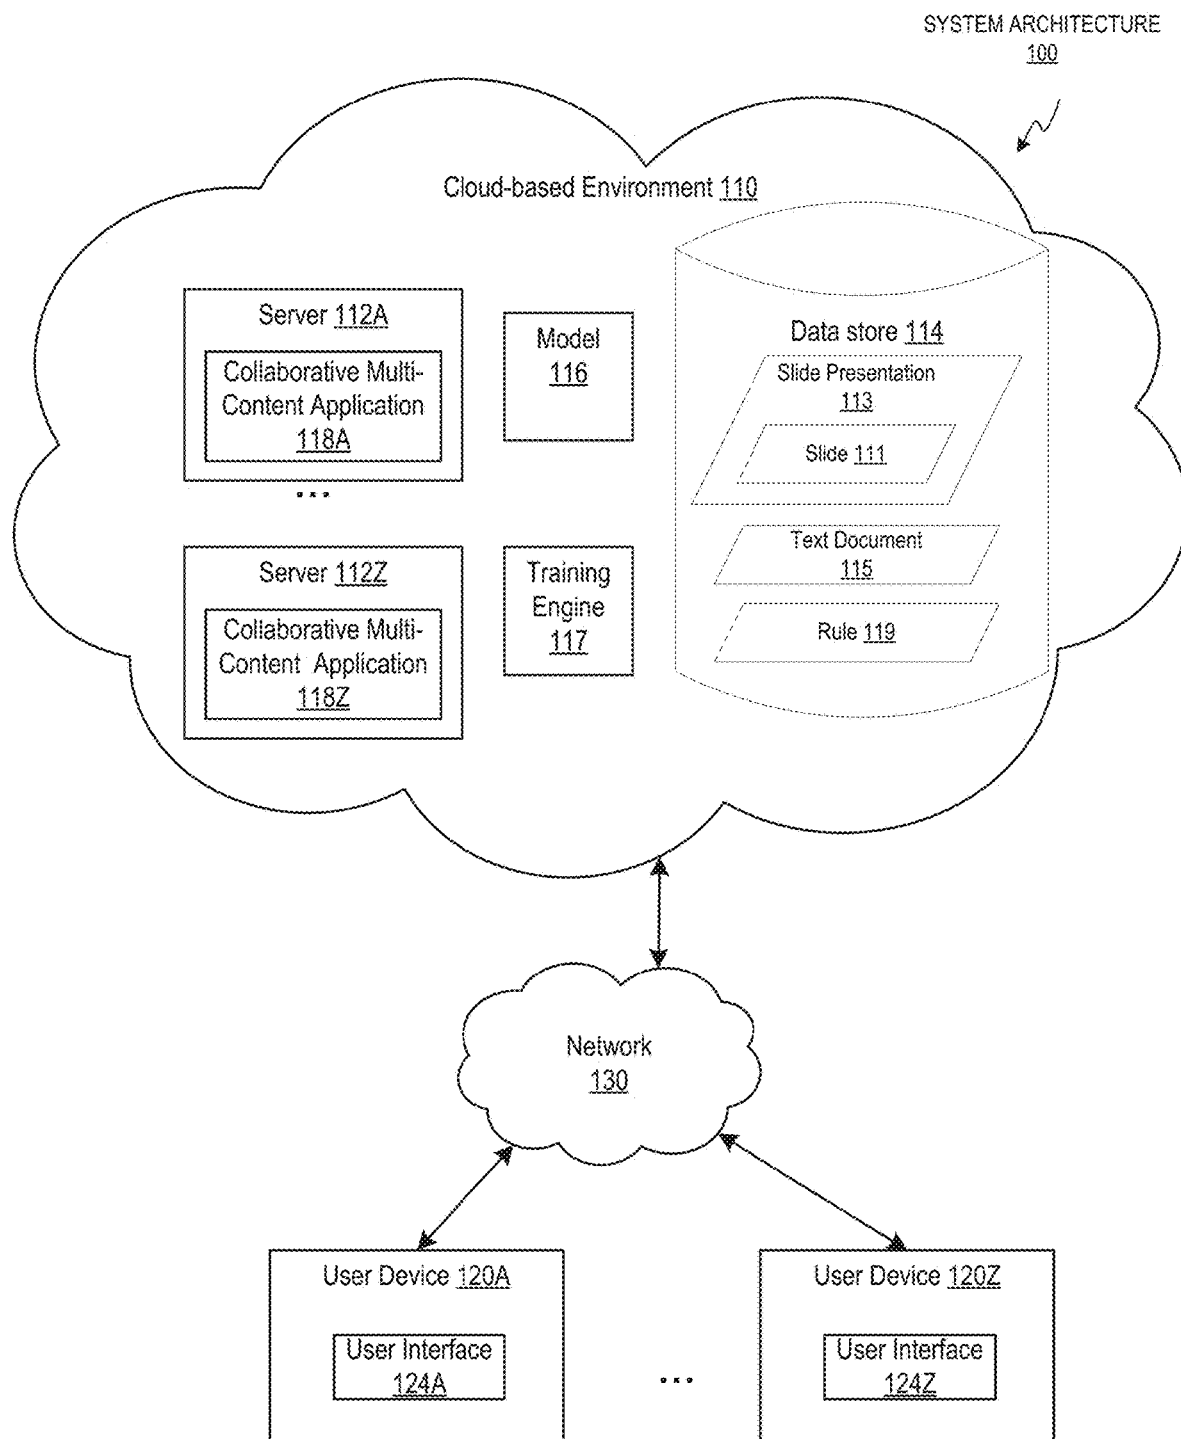 SYSTEM ARCHITECTURE
100
Cloud-based Environment 110
Server 112A
Collaborative Multi-
Content Application
118A
...
Server 112Z
Collaborative Multi-
Content Application
118Z
Model
116
Training
Engine
117
Data store 114
Slide Presentation
113
Slide 111
Text Document
115
Rule 119
Network
130
User Device 120A
User Interface
124A
...
User Device 120Z
User Interface
124Z